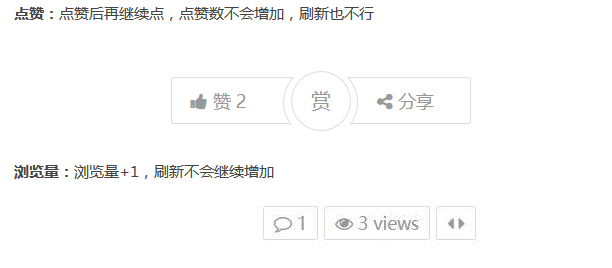 点赞：点赞后再继续点，点赞数不会增加，刷新也不行
赞 2 赏 分享
浏览量：浏览量+1，刷新不会继续增加
1 3 views